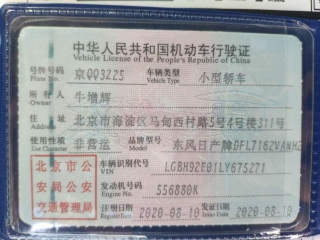 中华人民共和国机动车行驶证
Vehicle License of the People's Republic of China
号牌号码 京QQ3Z25 车辆类型 小型轿车
Plate No. Vehicle Type
所有人 牛增辉
Owner
住址 北京市海淀区马甸西村路3号4号楼311号
Address
使用性质 非营运 品牌型号 东风日产牌DFL7162VANH2
Use Character Model
北京市公安局公安交通管理局
车辆识别代号 LGBH92E01LY675271
VIN
发动机号码 556880K
Engine No.
注册日期 2020-08-10 发证日期 2020-08-10
Register Date Issue Date